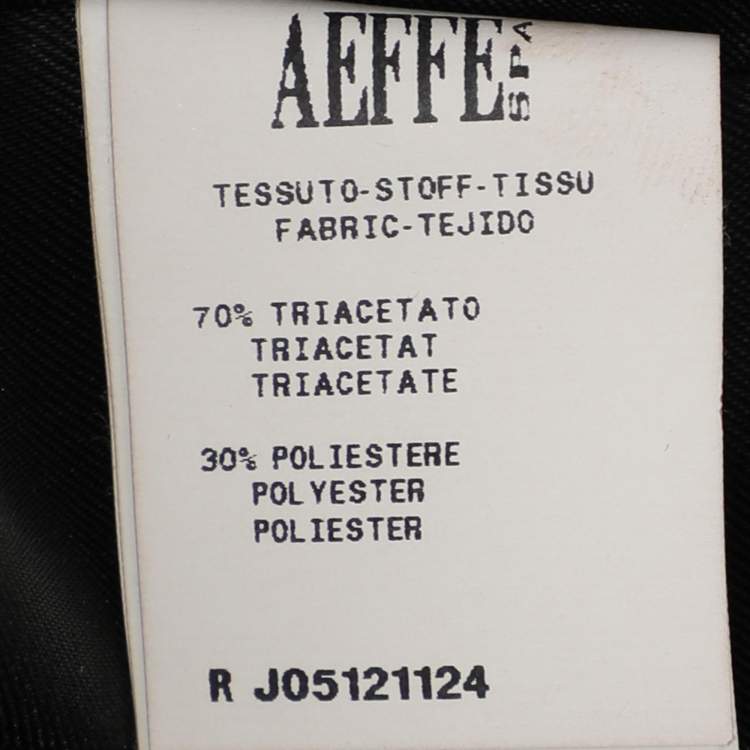 AEFFE SPA
TESSUTO-STOFF-TISSU
FABRIC-TEJIDO
70% TRIACETATO
TRIACETAT
TRIACETATE
30% POLIESTERE
POLYESTER
POLIESTER
R J05121124